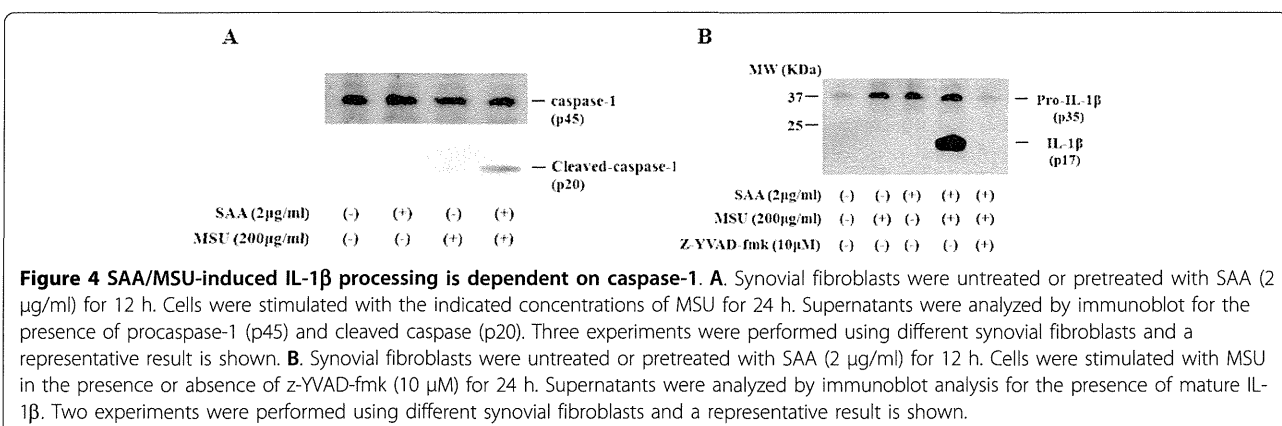 A
B
MW (KDa)
37
25
caspase-1
(p45)
Cleaved-caspase-1
(p20)
Pro-IL-1β
(p35)
IL-1β
(p17)
SAA (2μg/ml) (-) (+) (-) (+)
MSU (200μg/ml) (-) (-) (+) (+)
SAA (2μg/ml) (-) (-) (+) (+) (+)
MSU (200μg/ml) (-) (+) (-) (+) (+)
Z-YVAD-fmk (10μM) (-) (-) (-) (-) (+)
Figure 4 SAA/MSU-induced IL-1β processing is dependent on caspase-1. A. Synovial fibroblasts were untreated or pretreated with SAA (2
μg/ml) for 12 h. Cells were stimulated with the indicated concentrations of MSU for 24 h. Supernatants were analyzed by immunoblot for the
presence of procaspase-1 (p45) and cleaved caspase (p20). Three experiments were performed using different synovial fibroblasts and a
representative result is shown. B. Synovial fibroblasts were untreated or pretreated with SAA (2 μg/ml) for 12 h. Cells were stimulated with MSU
in the presence or absence of z-YVAD-fmk (10 μM) for 24 h. Supernatants were analyzed by immunoblot analysis for the presence of mature IL-
1β. Two experiments were performed using different synovial fibroblasts and a representative result is shown.